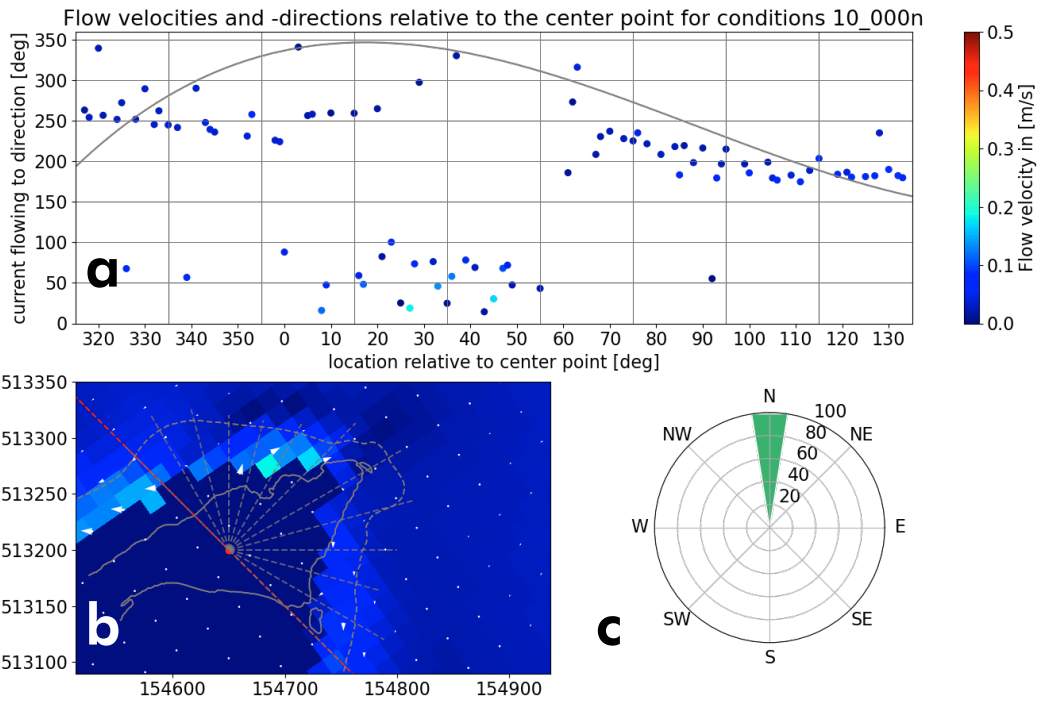 Flow velocities and -directions relative to the center point for conditions 10_000n
current flowing to direction [deg]
350
300
250
200
150
100
50
0
a
320 330 340 350 0 10 20 30 40 50 60 70 80 90 100 110 120 130
location relative to center point [deg]
0.5
0.4
0.3
0.2
0.1
0.0
Flow velocity in [m/s]
513350
513300
513250
513200
513150
513100
b
154600 154700 154800 154900
N
NE
E
SE
S
SW
W
NW
100
80
60
40
20
c